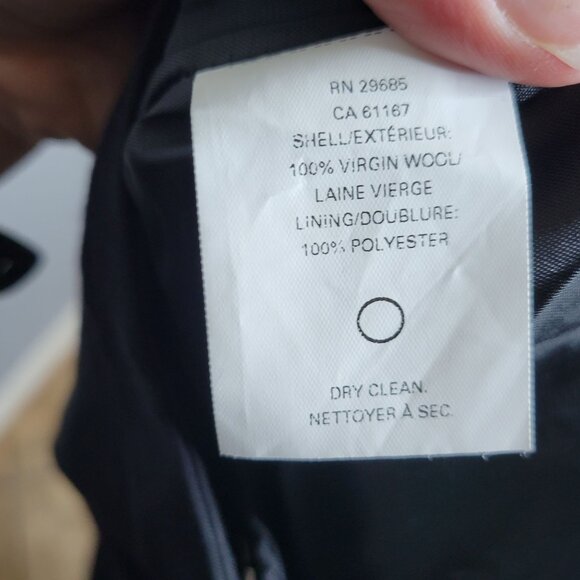 RN 29685
CA 61167
SHELL/EXTÉRIEUR:
100% VIRGIN WOOL/
LAINE VIERGE
LINING/DOUBLURE:
100% POLYESTER
DRY CLEAN.
NETTOYER À SEC.